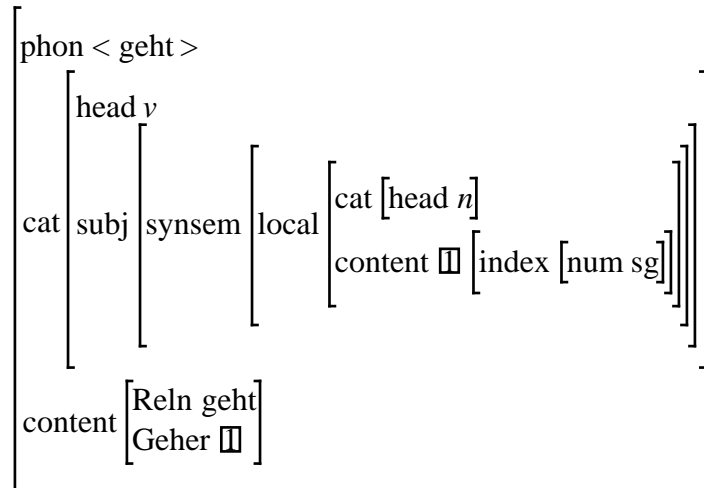 phon < geht >
head v
cat subj synsem local cat [head n]
content 1 [index [num sg]]
content Reln geht
Geher 1